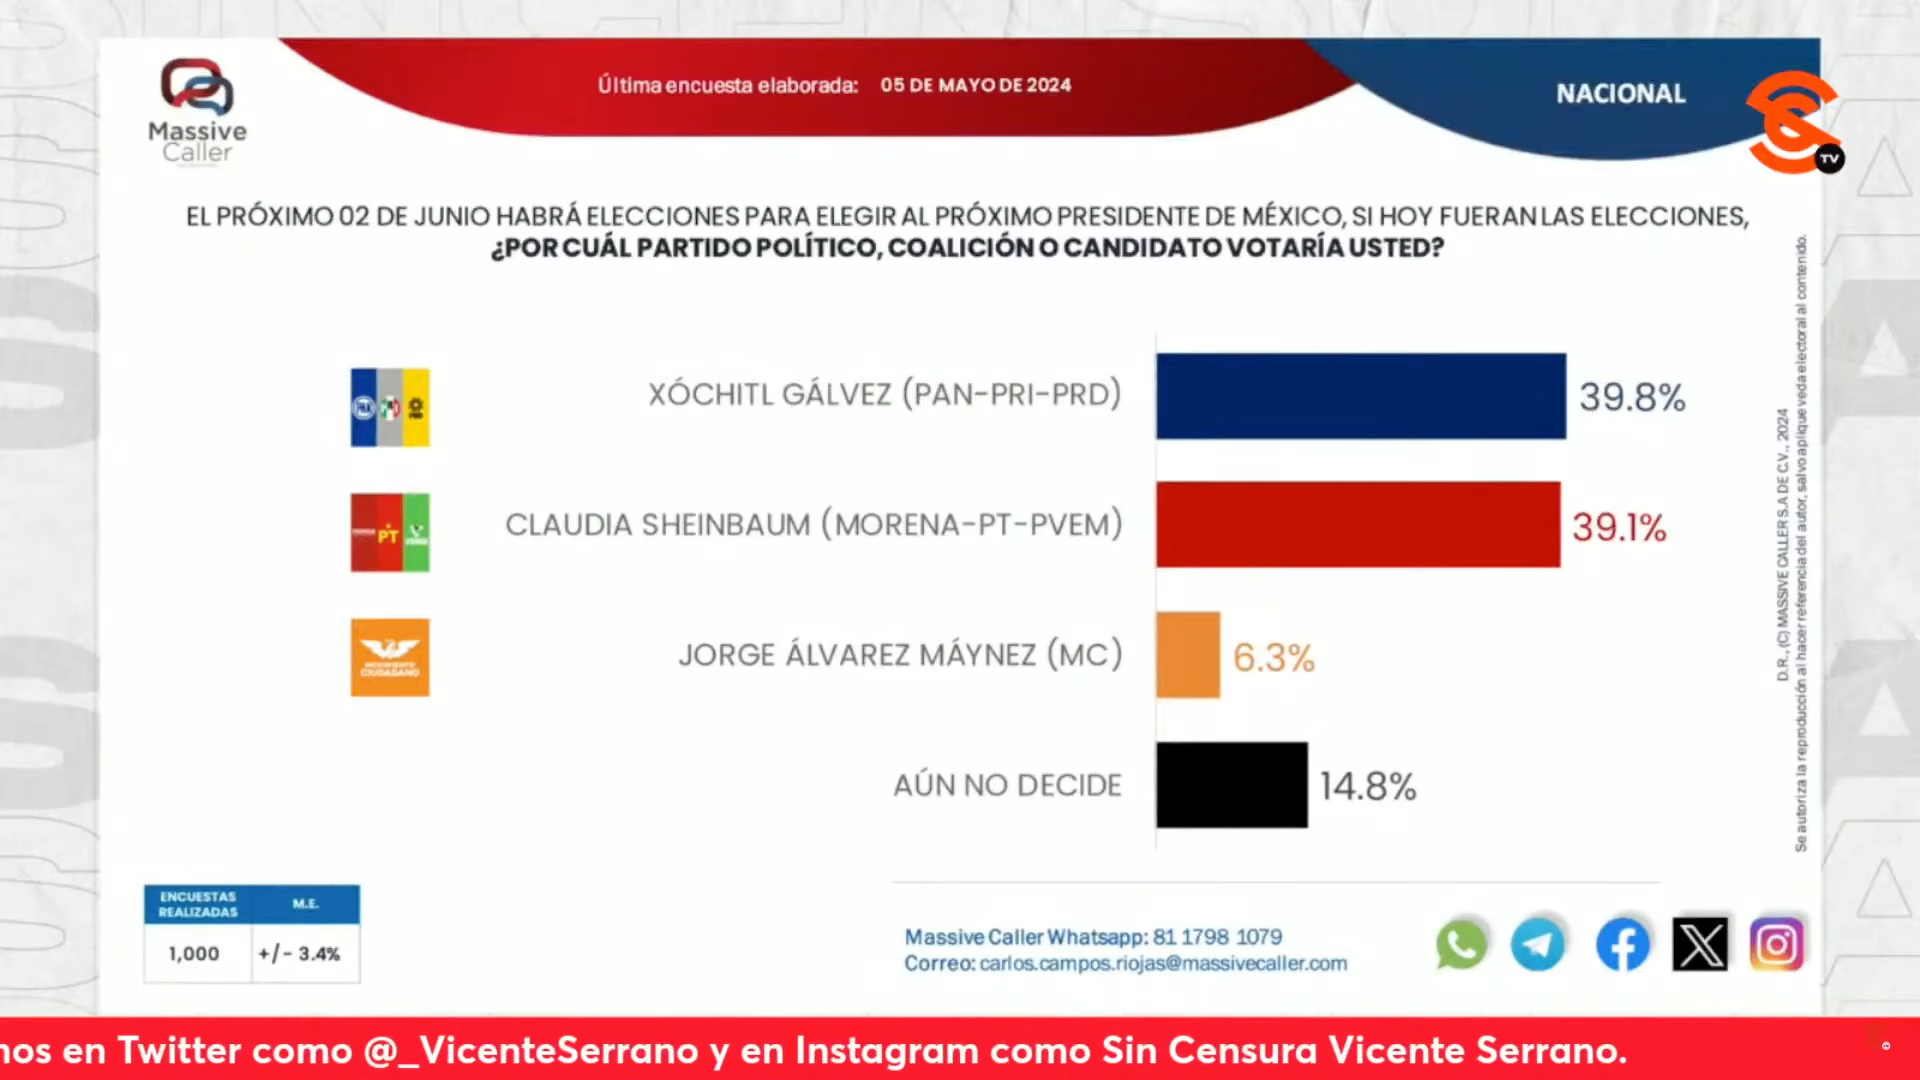 Massive
Caller
Última encuesta elaborada: 05 DE MAYO DE 2024
NACIONAL
TV
EL PRÓXIMO 02 DE JUNIO HABRÁ ELECCIONES PARA ELEGIR AL PRÓXIMO PRESIDENTE DE MÉXICO, SI HOY FUERAN LAS ELECCIONES,
¿POR CUÁL PARTIDO POLÍTICO, COALICIÓN O CANDIDATO VOTARÍA USTED?
XÓCHITL GÁLVEZ (PAN-PRI-PRD)
39.8%
PT
CLAUDIA SHEINBAUM (MORENA-PT-PVEM)
39.1%
MOVIMIENTO
CIUDADANO
JORGE ÁLVAREZ MÁYNEZ (MC)
6.3%
AÚN NO DECIDE
14.8%
D.R., (C) MASSIVE CALLER S.A DE C.V., 2024
Se autoriza la reproducción al hacer referencia del autor, salvo aplique veda electoral al contenido.
ENCUESTAS
REALIZADAS
M.E.
1,000
+/- 3.4%
Massive Caller Whatsapp: 81 1798 1079
Correo: carlos.campos.riojas@massivecaller.com
nos en Twitter como @_VicenteSerrano y en Instagram como Sin Censura Vicente Serrano.